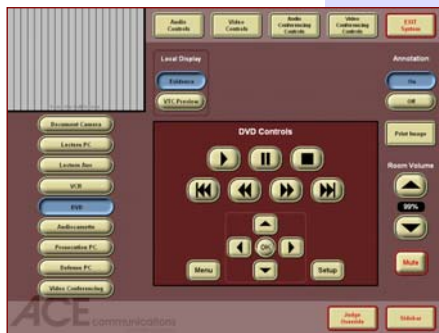 Audio
Controls
Video
Controls
Audio
Conferencing
Controls
Video
Conferencing
Controls
EXIT
System
Local Display
Evidence
VTC Preview
Annotation
On
Off
Print Image
Room Volume
99%
Mute
Document Camera
Lectern PC
Lectern Aux
VCR
DVD
Audiocassette
Prosecution PC
Defense PC
Video Conferencing
DVD Controls
OK
Menu
Setup
ACE communications
Judge
Override
Sidebar